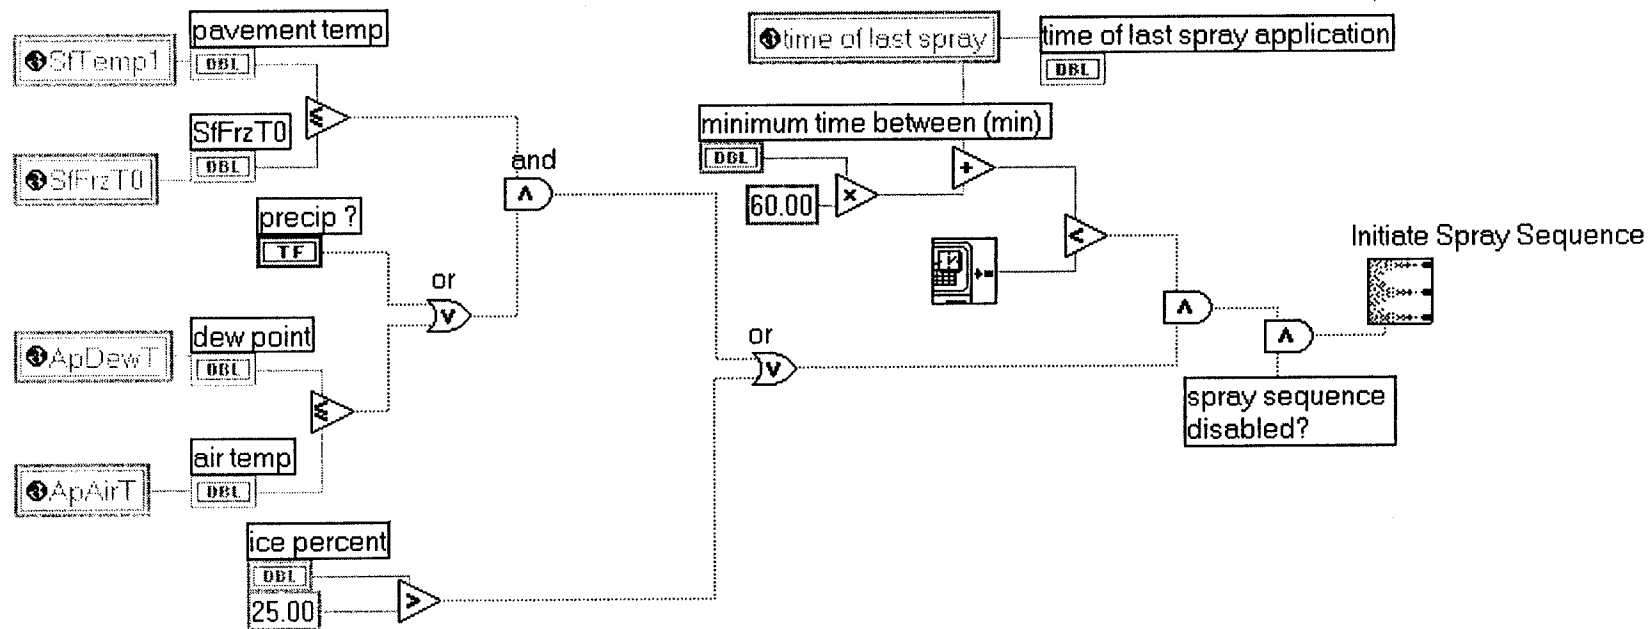 pavement temp
SfTemp1
DBL
SfFrzT0
DBL
SfFrzT0
precip ?
TF
or
and
dew point
ApDewT
DBL
air temp
ApAirT
DBL
ice percent
DBL
25.00
or
time of last spray
time of last spray application
DBL
minimum time between (min)
DBL
60.00
Initiate Spray Sequence
spray sequence
disabled?